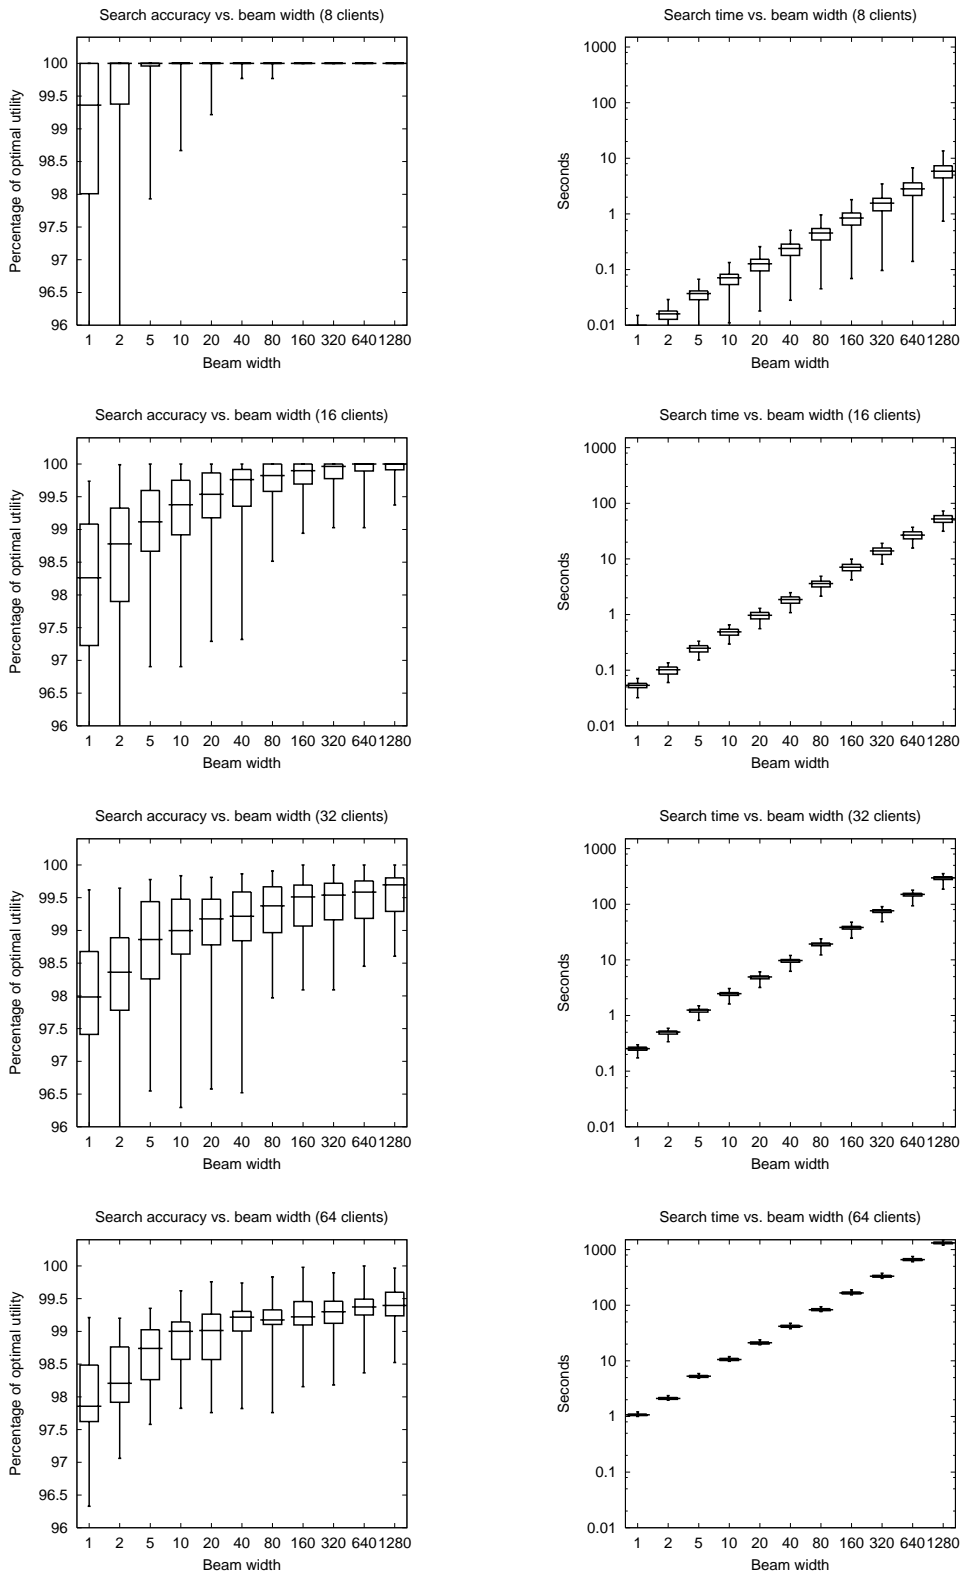 Search accuracy vs. beam width (8 clients)
Percentage of optimal utility
100
99.5
99
98.5
98
97.5
97
96.5
96
1 2 5 10 20 40 80 160 320 640 1280
Beam width
Search time vs. beam width (8 clients)
Seconds
1000
100
10
1
0.1
0.01
1 2 5 10 20 40 80 160 320 640 1280
Beam width
Search accuracy vs. beam width (16 clients)
Percentage of optimal utility
100
99.5
99
98.5
98
97.5
97
96.5
96
1 2 5 10 20 40 80 160 320 640 1280
Beam width
Search time vs. beam width (16 clients)
Seconds
1000
100
10
1
0.1
0.01
1 2 5 10 20 40 80 160 320 640 1280
Beam width
Search accuracy vs. beam width (32 clients)
Percentage of optimal utility
100
99.5
99
98.5
98
97.5
97
96.5
96
1 2 5 10 20 40 80 160 320 640 1280
Beam width
Search time vs. beam width (32 clients)
Seconds
1000
100
10
1
0.1
0.01
1 2 5 10 20 40 80 160 320 640 1280
Beam width
Search accuracy vs. beam width (64 clients)
Percentage of optimal utility
100
99.5
99
98.5
98
97.5
97
96.5
96
1 2 5 10 20 40 80 160 320 640 1280
Beam width
Search time vs. beam width (64 clients)
Seconds
1000
100
10
1
0.1
0.01
1 2 5 10 20 40 80 160 320 640 1280
Beam width